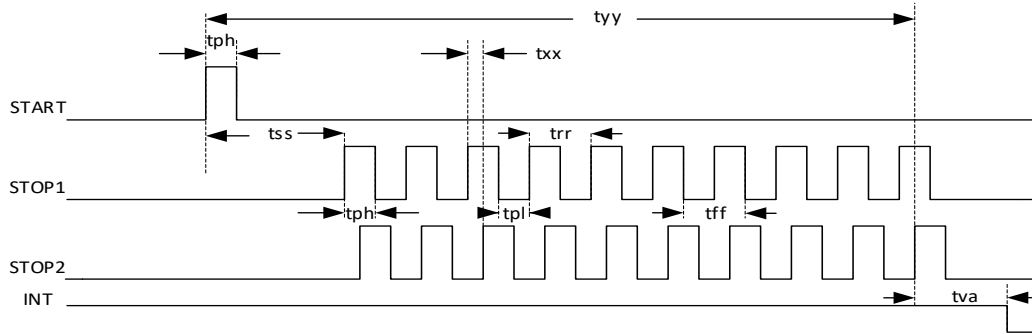 tyy
tph
txx
START
tss
trr
STOP1
tph
tpl
tff
STOP2
INT
tva